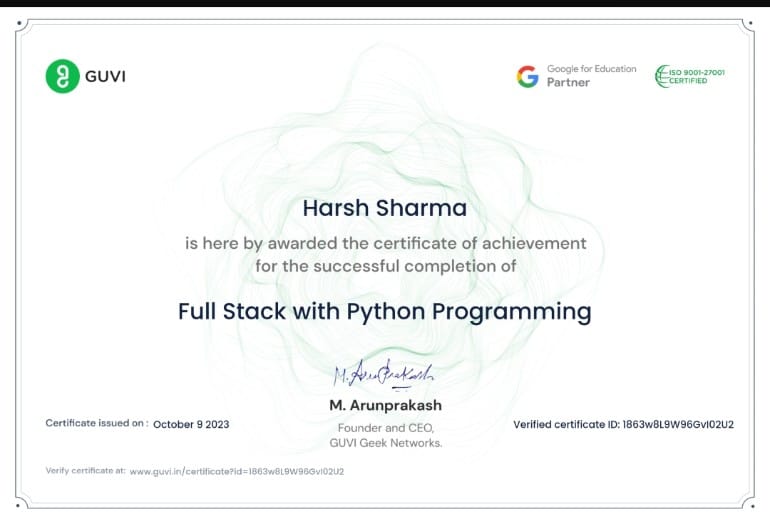 GUVI
Google for Education
Partner
ISO 9001-27001
CERTIFIED
Harsh Sharma
is here by awarded the certificate of achievement
for the successful completion of
Full Stack with Python Programming
M. Arunprakash
M. Arunprakash
Founder and CEO,
GUVI Geek Networks.
Certificate issued on : October 9 2023
Verified certificate ID: 1863w8L9W96GvI02U2
Verify certificate at: www.guvi.in/certificate?id=1863w8L9W96GvI02U2